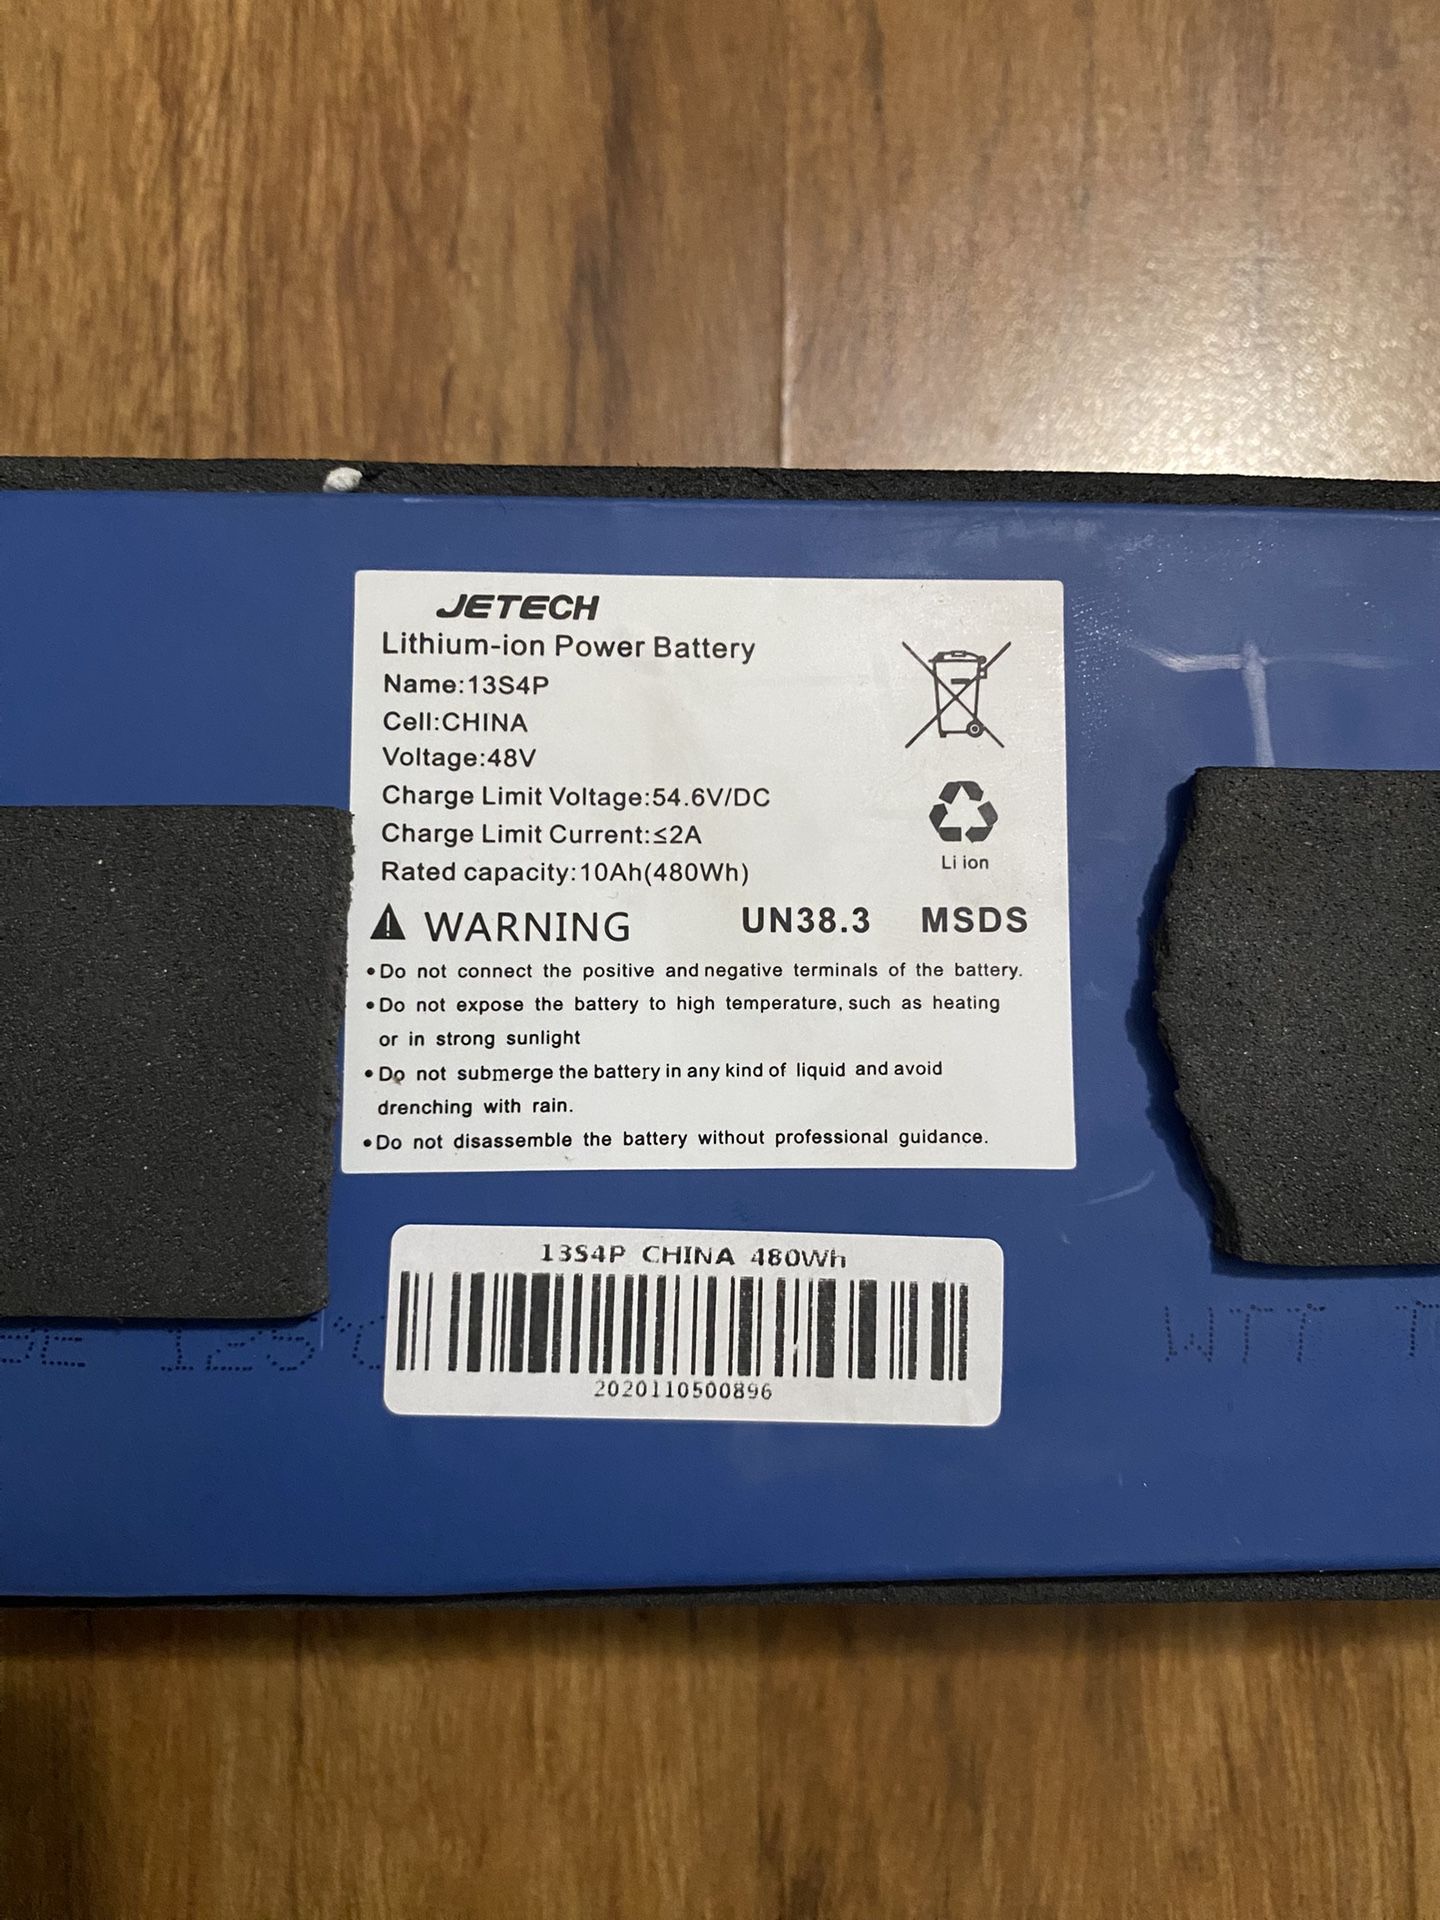 JETECH
Lithium-ion Power Battery
Name:13S4P
Cell:CHINA
Voltage:48V
Charge Limit Voltage:54.6V/DC
Charge Limit Current:≤2A
Rated capacity:10Ah(480Wh)
Li ion
WARNING UN38.3 MSDS
•Do not connect the positive and negative terminals of the battery.
•Do not expose the battery to high temperature, such as heating
or in strong sunlight
•Do not submerge the battery in any kind of liquid and avoid
drenching with rain.
•Do not disassemble the battery without professional guidance.
13S4P CHINA 480Wh
2020110500896
125℃ WTT